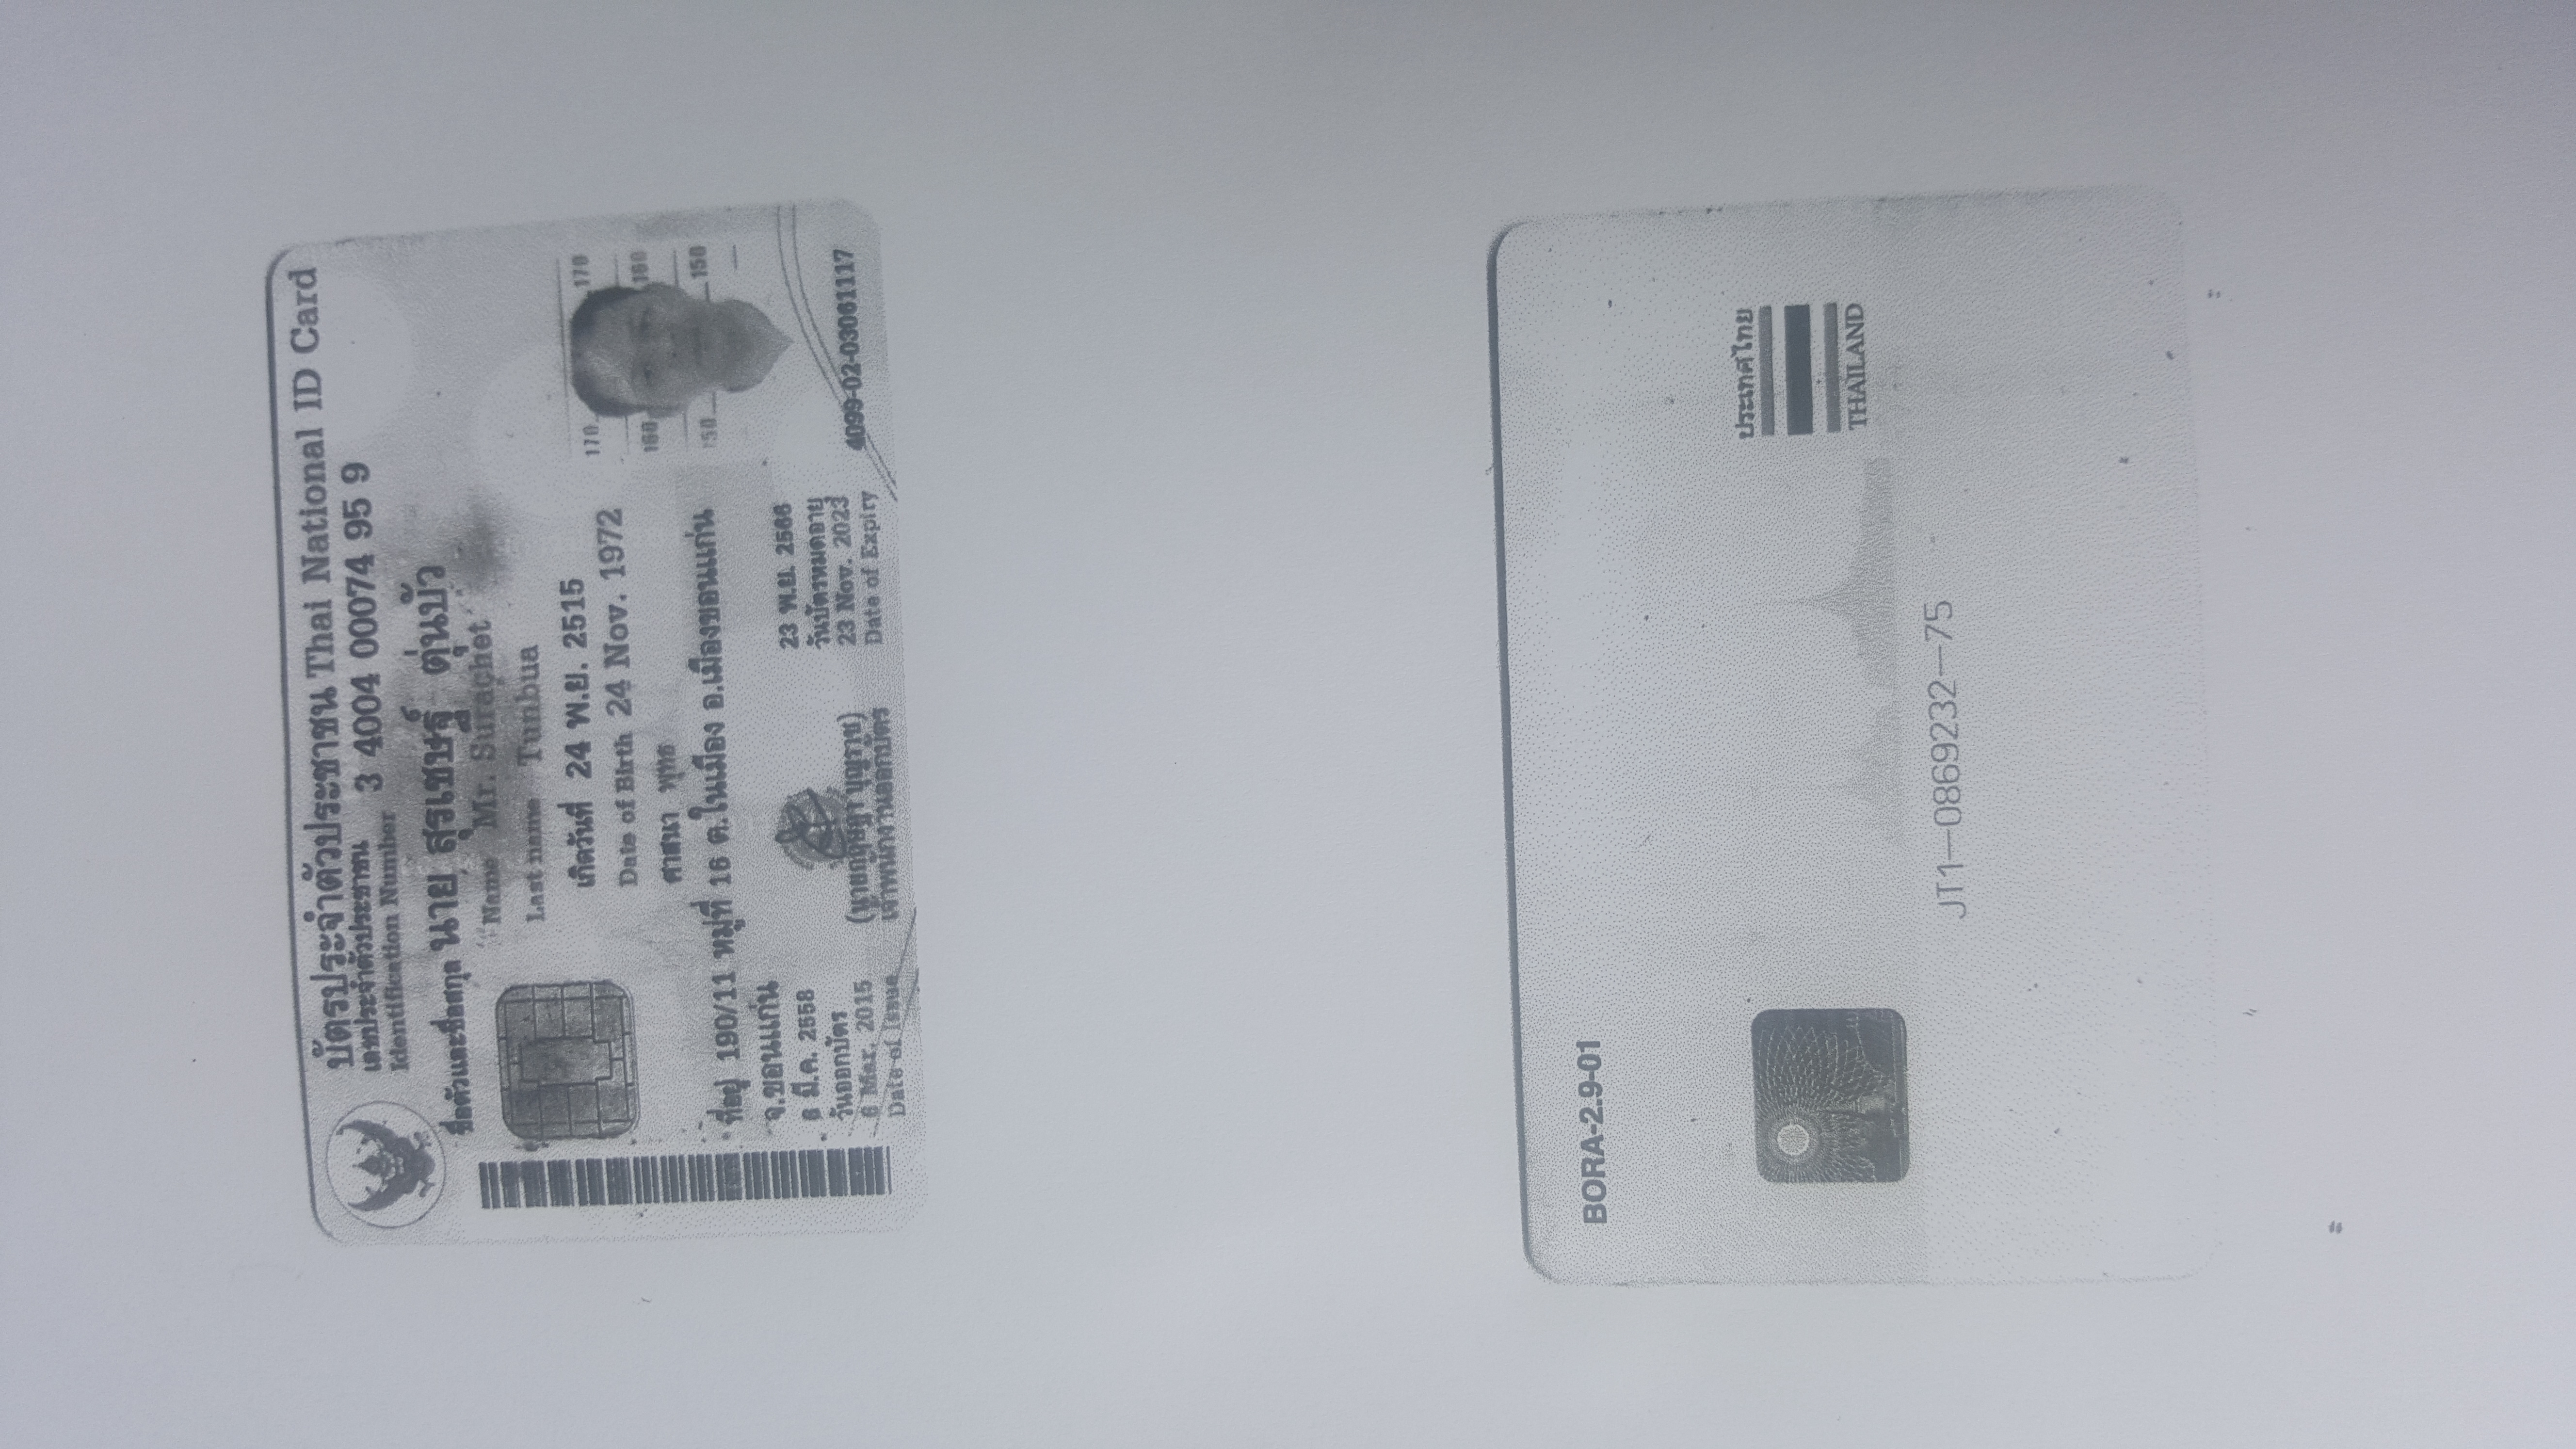 บัตรประจำตัวประชาชน Thai National ID Card
เลขประจำตัวประชาชน 3 4004 00074 95 9
Identification Number
ชื่อตัวและชื่อสกุล นาย สุรเชษฐ์ ตุ่นบัว
Name Mr. Surachet
Last name Tunbua
เกิดวันที่ 24 พ.ย. 2515
Date of Birth 24 Nov. 1972
ศาสนา พุทธ
ที่อยู่ 190/11 หมู่ที่ 16 ต.ในเมือง อ.เมืองขอนแก่น
จ.ขอนแก่น
6 มี.ค. 2558
วันออกบัตร
6 Mar. 2015
Date of Issue
(นายกฤษฎา บุญราช)
เจ้าพนักงานออกบัตร
23 พ.ย. 2566
วันบัตรหมดอายุ
23 Nov. 2023
Date of Expiry
170 170
160 160
150 150
4099-02-03061117
BORA-2.9-01
ประเทศไทย
THAILAND
JT1-0869232-75